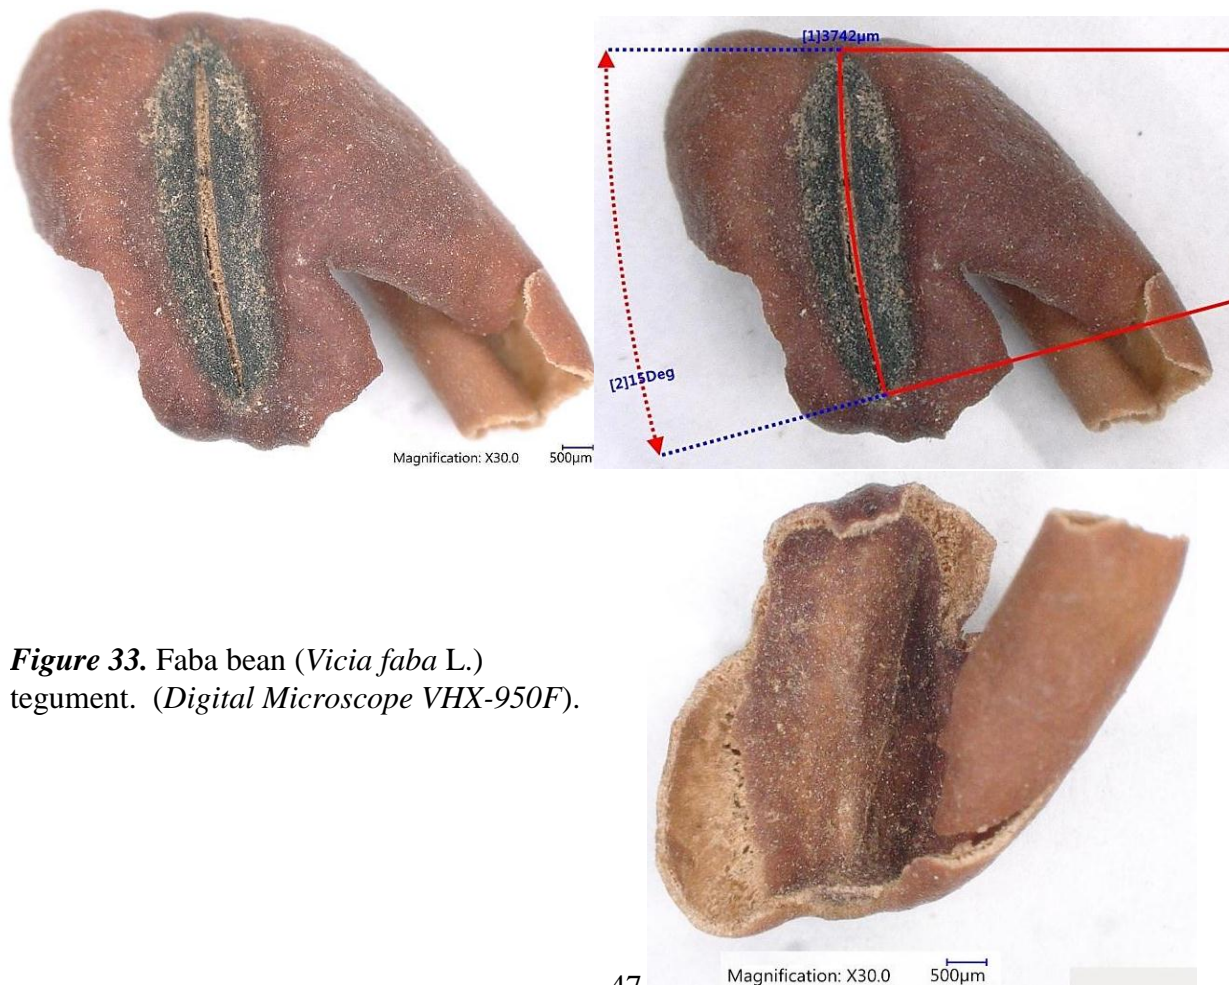 [1]3742µm
[2]15Deg
Magnification: X30.0 500µm
Figure 33. Faba bean (Vicia faba L.)
tegument. (Digital Microscope VHX-950F).
47
Magnification: X30.0 500µm